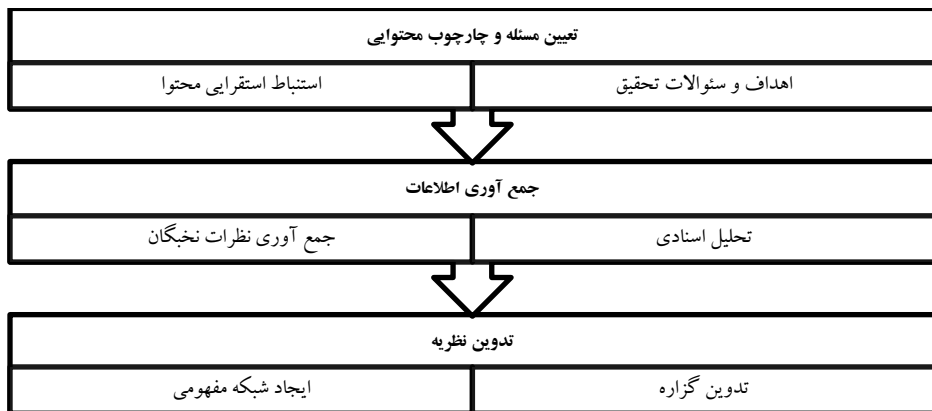 تعیین مسئله و چارچوب محتوایی
اهداف و سئوالات تحقیق
استنباط استقرایی محتوا
جمع آوری اطلاعات
تحلیل اسنادی
جمع آوری نظرات نخبگان
تدوین نظریه
تدوین گزاره
ایجاد شبکه مفهومی